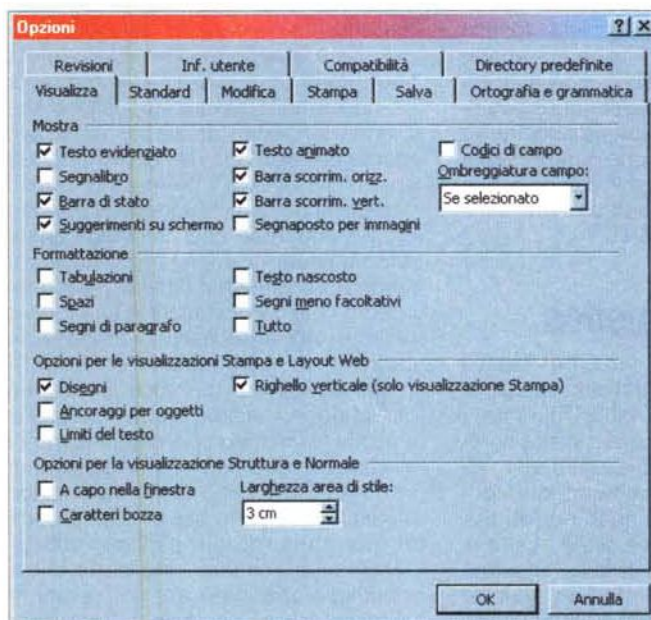 Opzioni
Revisioni Inf. utente Compatibilità Directory predefinite
Visualizza Standard Modifica Stampa Salva Ortografia e grammatica
Mostra
Testo evidenziato Testo animato Codici di campo
Segnalibro Barra scorrim. orizz. Ombreggiatura campo:
Barra di stato Barra scorrim. vert. Se selezionato
Suggerimenti su schermo Segnaposto per immagini
Formattazione
Tabulazioni Testo nascosto
Spazi Segni meno facoltativi
Segni di paragrafo Tutto
Opzioni per le visualizzazioni Stampa e Layout Web
Disegni Righello verticale (solo visualizzazione Stampa)
Ancoraggi per oggetti
Limiti del testo
Opzioni per la visualizzazione Struttura e Normale
A capo nella finestra Larghezza area di stile:
Caratteri bozza 3 cm
OK Annulla